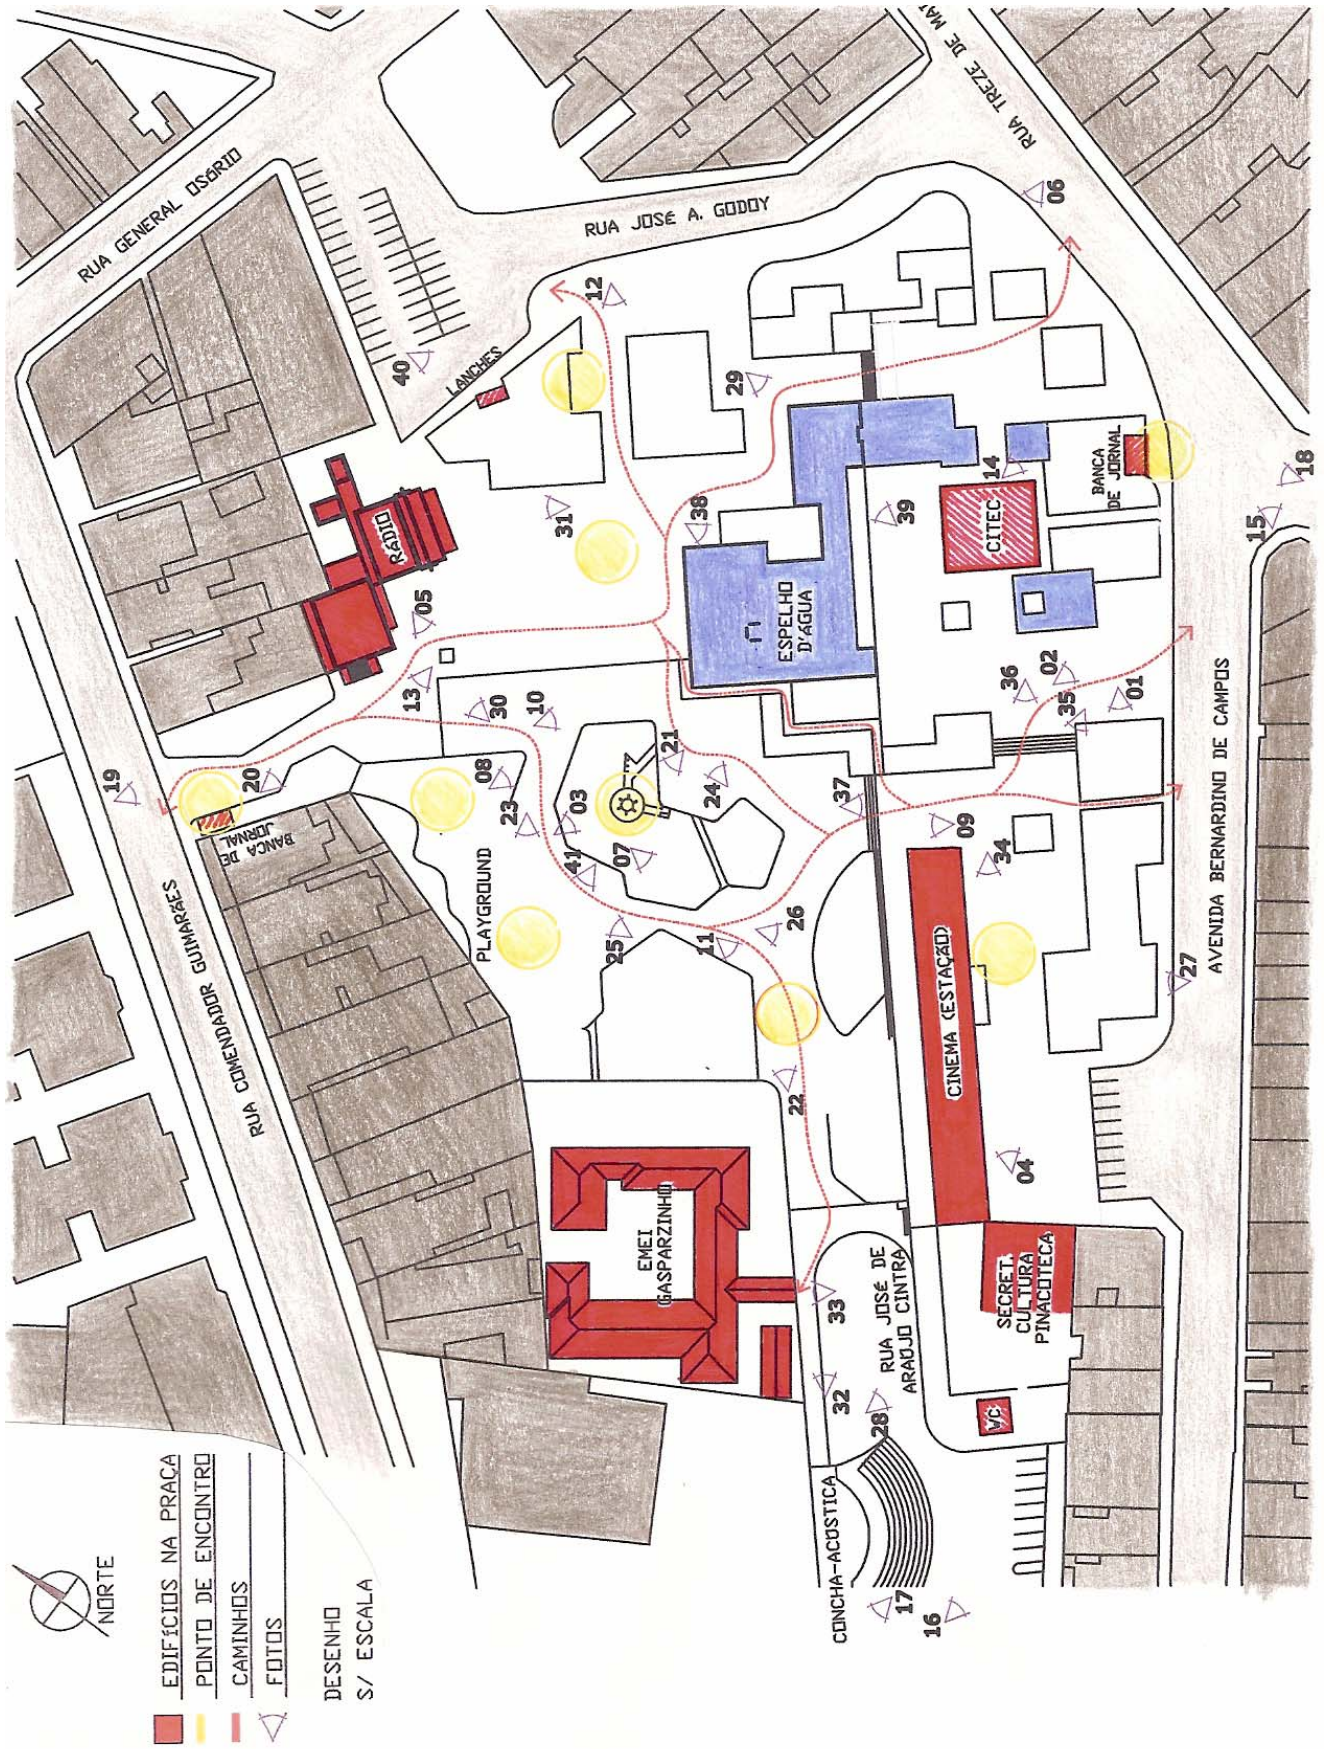 NORTE
EDIFÍCIOS NA PRAÇA
PONTO DE ENCONTRO
CAMINHOS
FOTOS
DESENHO
S/ ESCALA
RUA GENERAL OSÓRIO
RUA JOSÉ A. GODOY
RUA TREZE DE
RUA COMENDADOR GUIMARÃES
AVENIDA BERNARDINO DE CAMPOS
RUA JOSÉ DE
ARAÚJO CINTRA
LANCHES
RÁDIO
BANCA DE
JORNAL
PLAYGROUND
ESPELHO
D'ÁGUA
CITEC
BANCA
DE JORNAL
CINEMA (ESTAÇÃO)
EMEI
GASPARZINHO
SECRET.
CULTURA
PINACOTECA
WC
CONCHA-ACÚSTICA
19
20
13
05
40
12
06
29
31
38
39
14
18
15
30
10
08
23
03
41
07
21
24
37
36
02
35
01
09
34
25
11
26
27
22
04
33
32
28
17
16